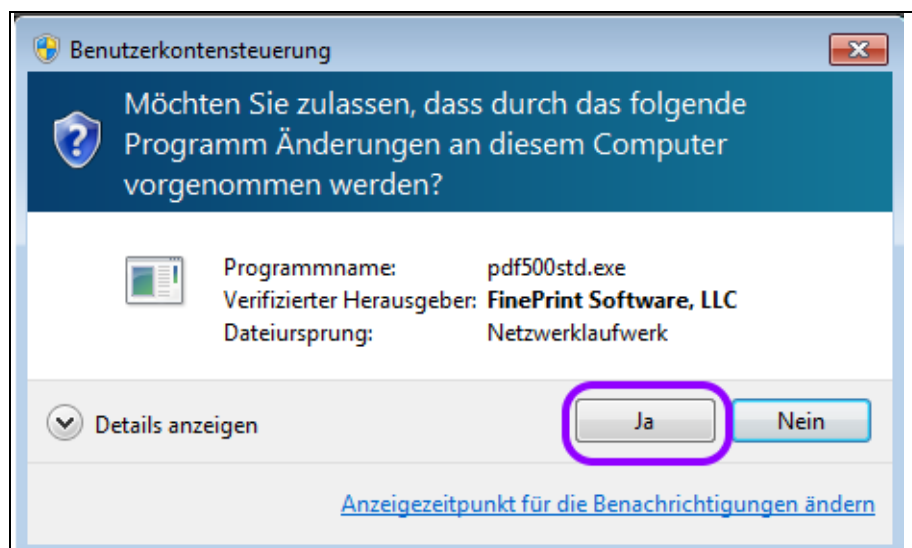 Benutzerkontensteuerung
Möchten Sie zulassen, dass durch das folgende
Programm Änderungen an diesem Computer
vorgenommen werden?
Programmname: pdf500std.exe
Verifizierter Herausgeber: FinePrint Software, LLC
Dateiursprung: Netzwerklaufwerk
Details anzeigen Ja Nein
Anzeigezeitpunkt für die Benachrichtigungen ändern